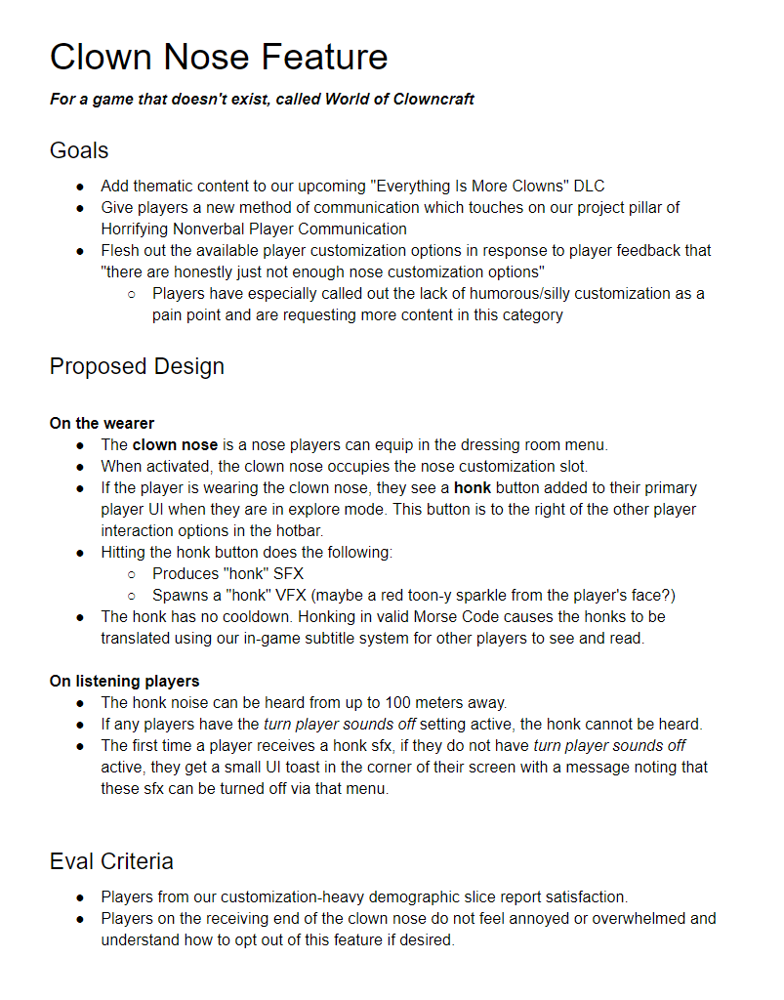 Clown Nose Feature
For a game that doesn't exist, called World of Clowncraft
Goals
● Add thematic content to our upcoming "Everything Is More Clowns" DLC
● Give players a new method of communication which touches on our project pillar of
Horrifying Nonverbal Player Communication
● Flesh out the available player customization options in response to player feedback that
"there are honestly just not enough nose customization options"
○ Players have especially called out the lack of humorous/silly customization as a
pain point and are requesting more content in this category
Proposed Design
On the wearer
● The clown nose is a nose players can equip in the dressing room menu.
● When activated, the clown nose occupies the nose customization slot.
● If the player is wearing the clown nose, they see a honk button added to their primary
player UI when they are in explore mode. This button is to the right of the other player
interaction options in the hotbar.
● Hitting the honk button does the following:
○ Produces "honk" SFX
○ Spawns a "honk" VFX (maybe a red toon-y sparkle from the player's face?)
● The honk has no cooldown. Honking in valid Morse Code causes the honks to be
translated using our in-game subtitle system for other players to see and read.
On listening players
● The honk noise can be heard from up to 100 meters away.
● If any players have the turn player sounds off setting active, the honk cannot be heard.
● The first time a player receives a honk sfx, if they do not have turn player sounds off
active, they get a small UI toast in the corner of their screen with a message noting that
these sfx can be turned off via that menu.
Eval Criteria
● Players from our customization-heavy demographic slice report satisfaction.
● Players on the receiving end of the clown nose do not feel annoyed or overwhelmed and
understand how to opt out of this feature if desired.